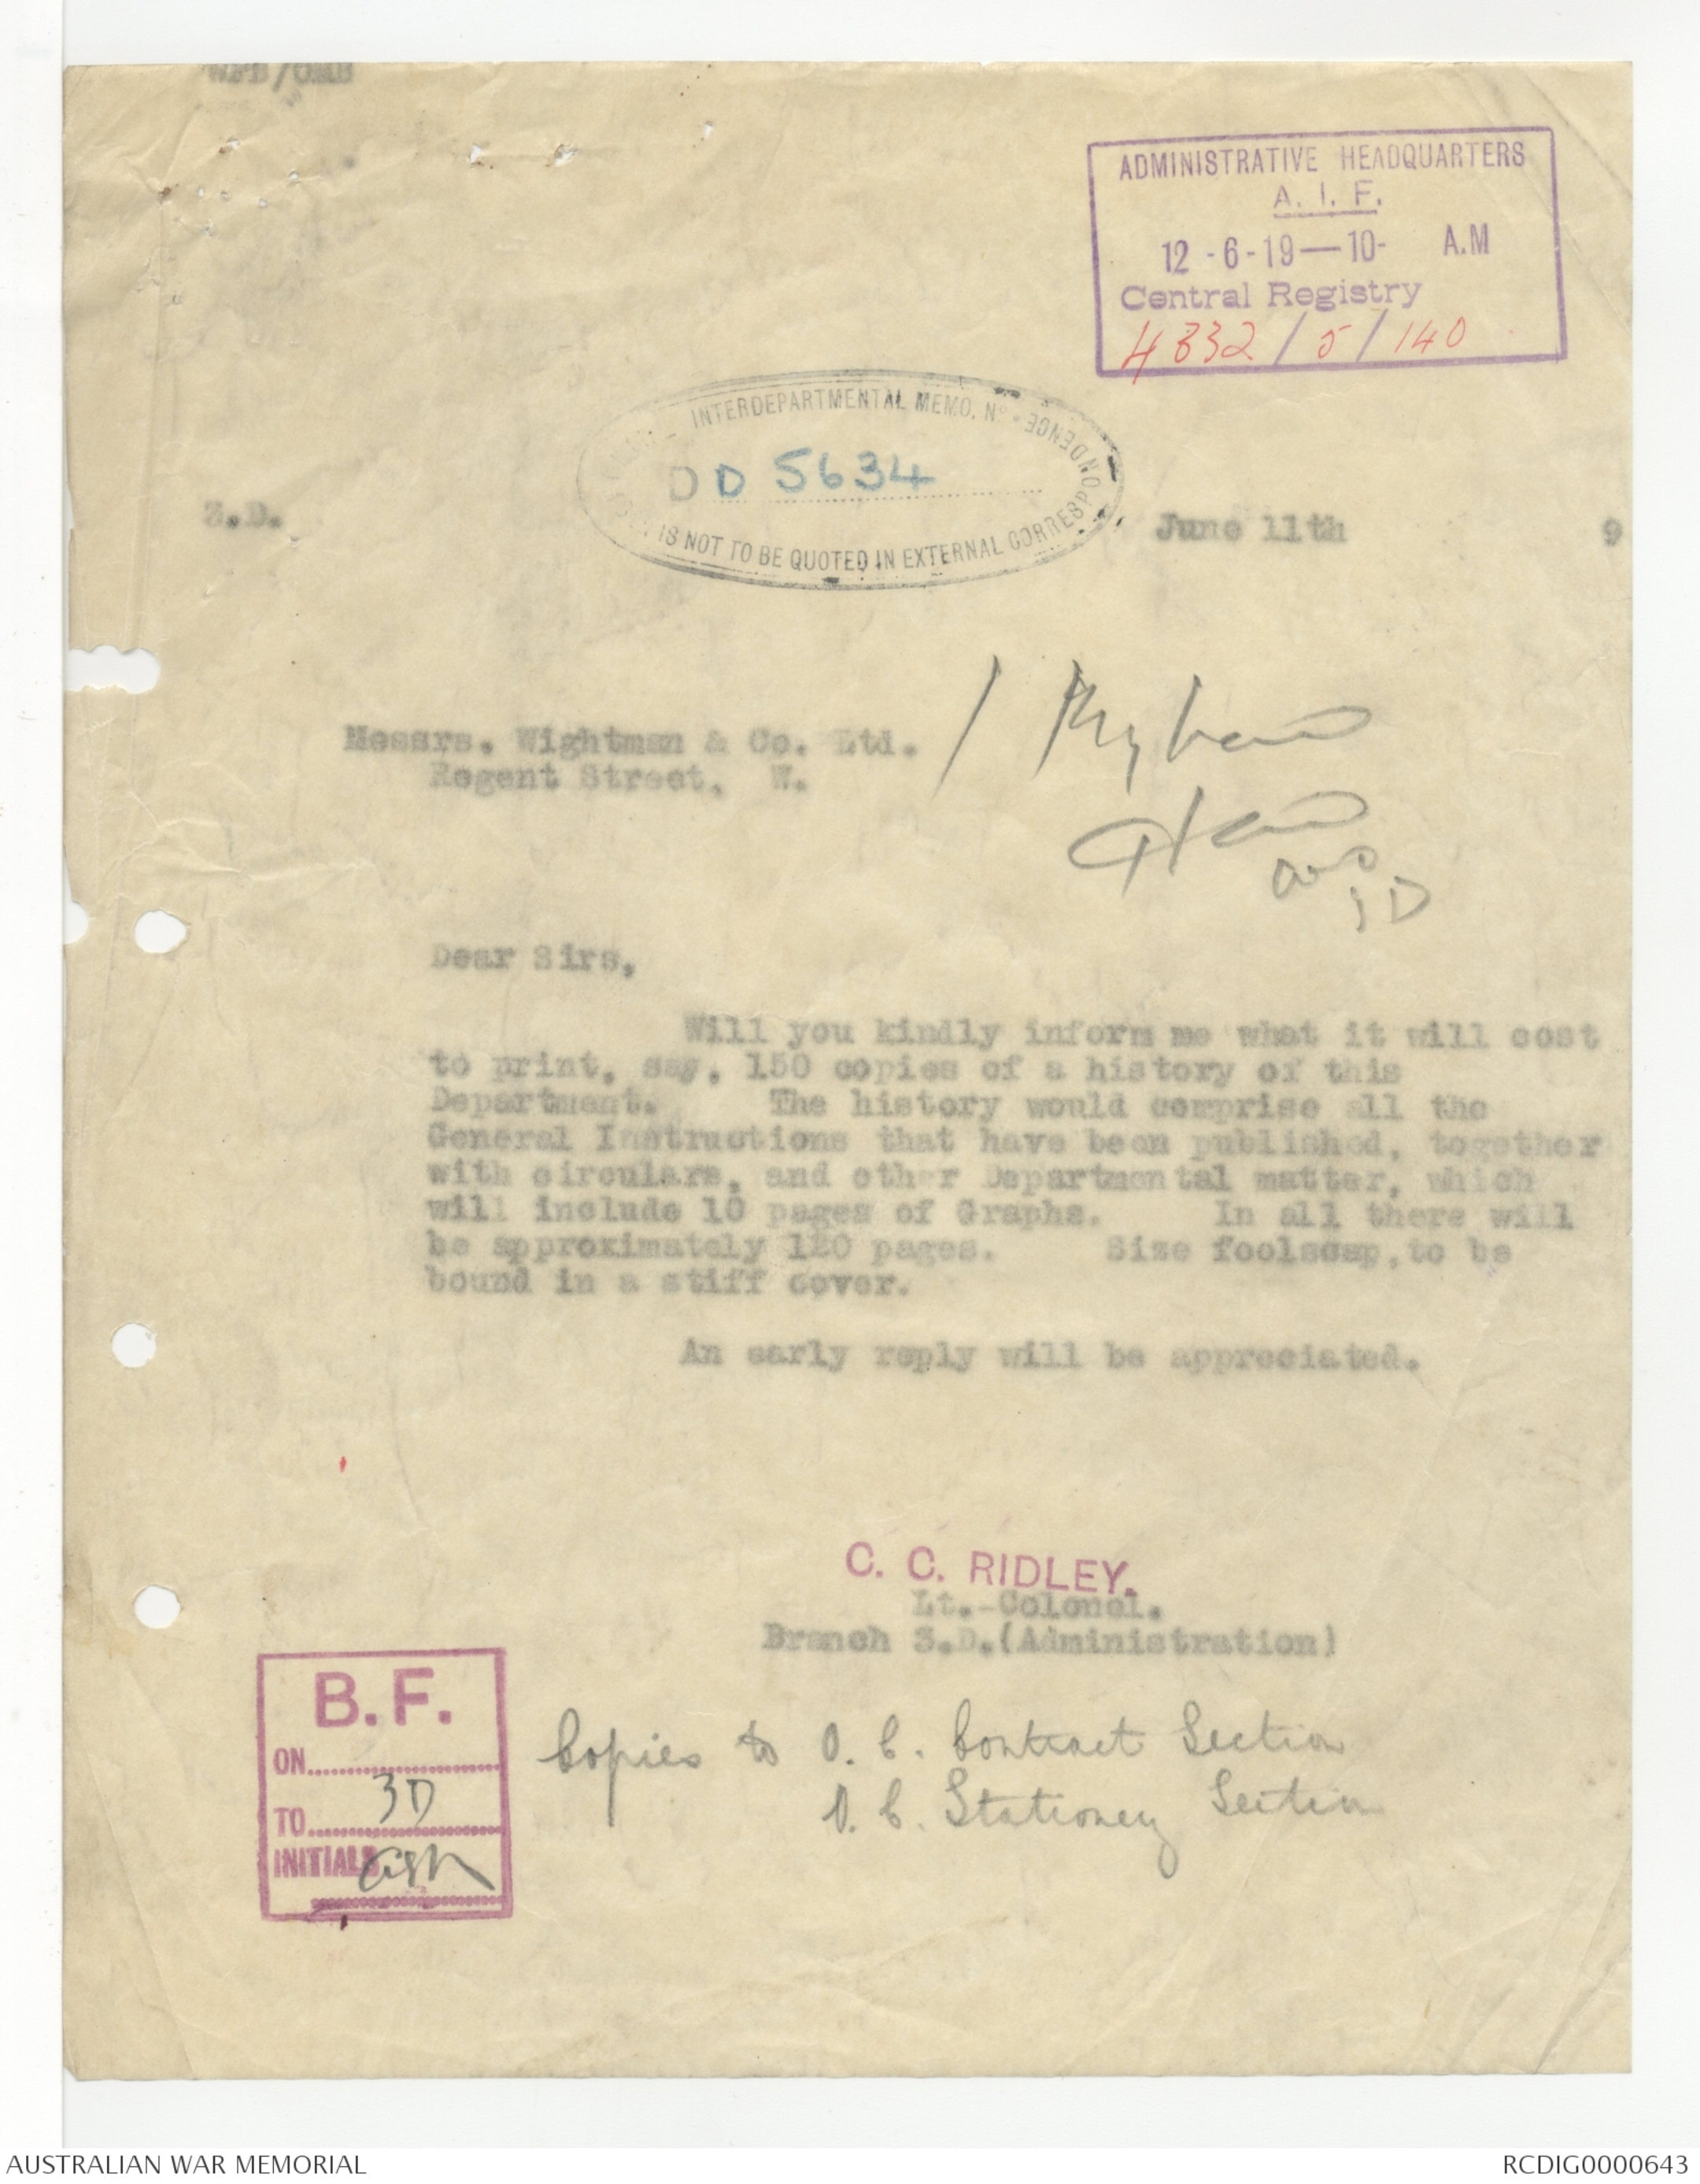 ADMINISTRATIVE HEADQUARTERS
A. I. F.
12 -6-19—10- A.M
Central Registry
4332/5/140
INTERDEPARTMENTAL MEMO. No
DD 5634
IS NOT TO BE QUOTED IN EXTERNAL CORRESPONDENCE
3.D.
June 11th 9
Messrs. Wightman & Co. Ltd.
Regent Street, W.
3D
Dear Sirs,
Will you kindly inform me what it will cost
to print, say, 150 copies of a history of this
Department. The history would comprise all the
General Instructions that have been published, together
with circulars, and other Departmental matter, which
will include 10 pages of Graphs. In all there will
be approximately 120 pages. Size foolscap, to be
bound in a stiff cover.
An early reply will be appreciated.
C. C. RIDLEY.
Lt.-Colonel.
Branch 3.D.(Administration)
B.F.
ON
TO 3D
INITIALS
Copies to O. C. Contract Section
O. C. Stationery Section
AUSTRALIAN WAR MEMORIAL
RCDIG0000643